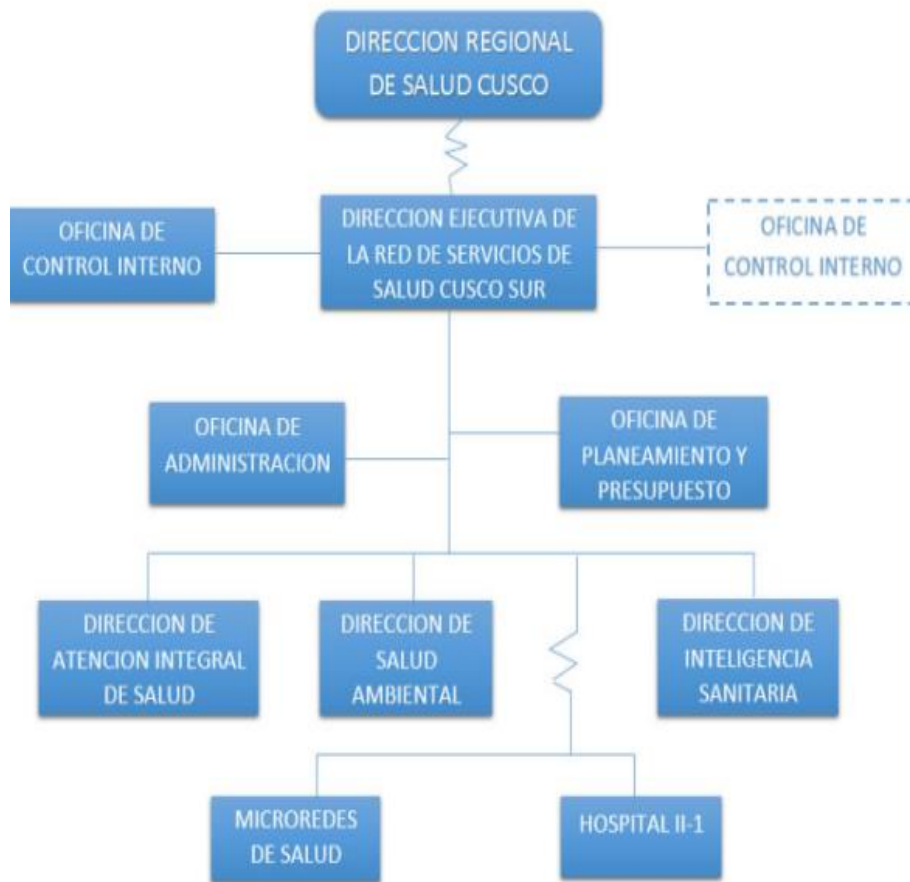 DIRECCION REGIONAL
DE SALUD CUSCO
OFICINA DE
CONTROL INTERNO
DIRECCION EJECUTIVA DE
LA RED DE SERVICIOS DE
SALUD CUSCO SUR
OFICINA DE
CONTROL INTERNO
OFICINA DE
ADMINISTRACION
OFICINA DE
PLANEAMIENTO Y
PRESUPUESTO
DIRECCION DE
ATENCION INTEGRAL
DE SALUD
DIRECCION DE
SALUD
AMBIENTAL
DIRECCION DE
INTELIGENCIA
SANITARIA
MICROREDES
DE SALUD
HOSPITAL II-1